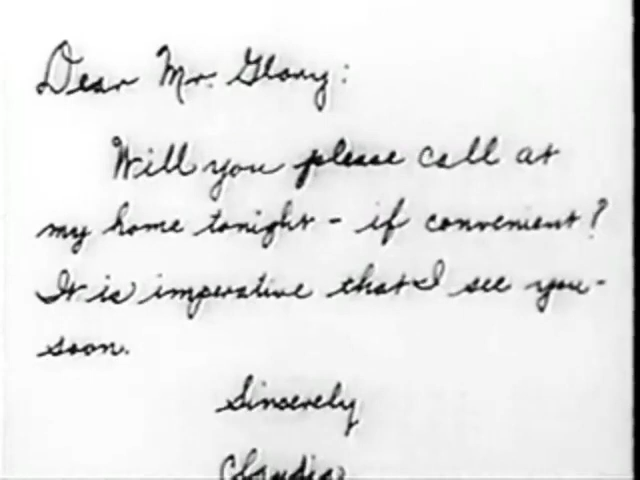 Dear Mr. Glory:
Will you please call at
my home tonight - if convenient?
It is imperative that I see you -
soon.
Sincerely
Claudia